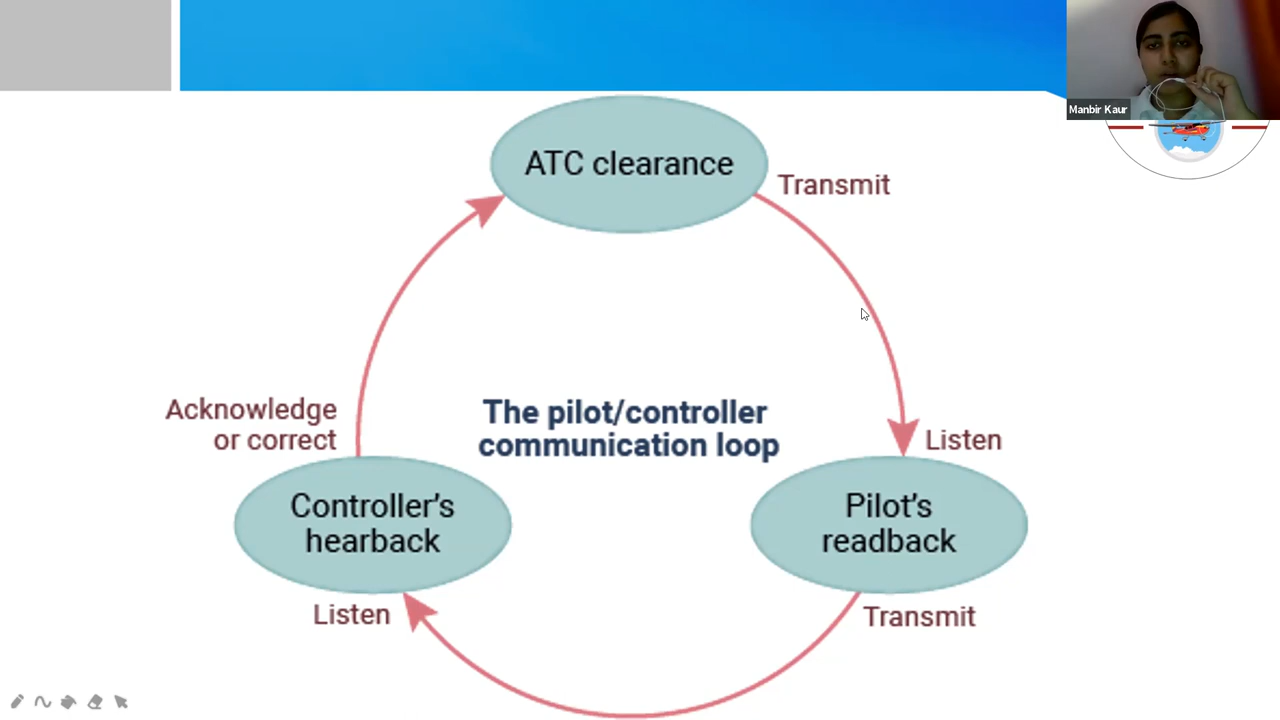 Manbir Kaur
ATC clearance
Transmit
Acknowledge
or correct
The pilot/controller
communication loop
Listen
Controller's
hearback
Pilot's
readback
Listen
Transmit